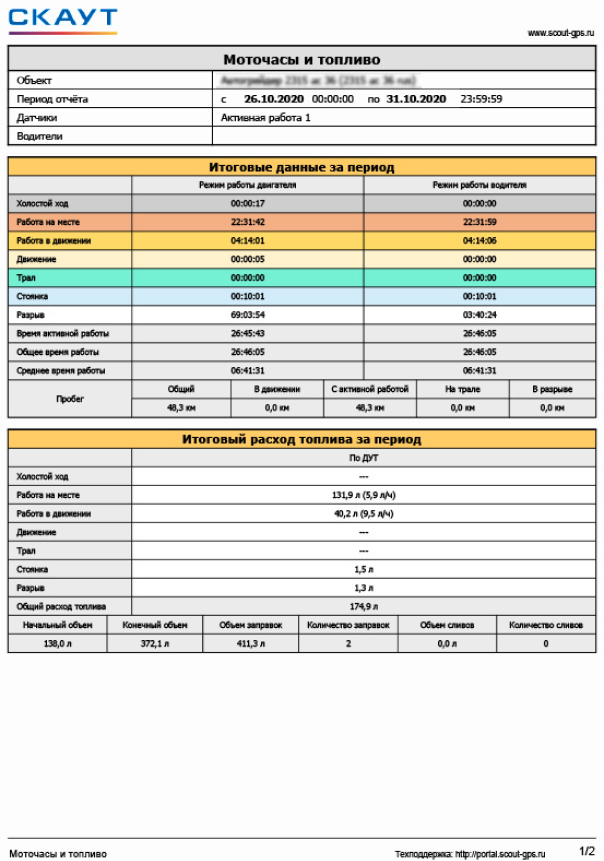 СКАУТ
www.scout-gps.ru
Моточасы и топливо
Объект
Период отчёта с 26.10.2020 00:00:00 по 31.10.2020 23:59:59
Датчики Активная работа 1
Водители
Итоговые данные за период
Режим работы двигателя Режим работы водителя
Холостой ход 00:00:17 00:00:00
Работа на месте 22:31:42 22:31:59
Работа в движении 04:14:01 04:14:06
Движение 00:00:05 00:00:00
Трал 00:00:00 00:00:00
Стоянка 00:10:01 00:10:01
Разрыв 69:03:54 03:40:24
Время активной работы 26:45:43 26:46:05
Общее время работы 26:46:05 26:46:05
Среднее время работы 06:41:31 06:41:31
Пробег Общий В движении С активной работой На трале В разрыве
48,3 км 0,0 км 48,3 км 0,0 км 0,0 км
Итоговый расход топлива за период
По ДУТ
Холостой ход ---
Работа на месте 131,9 л (5,9 л/ч)
Работа в движении 40,2 л (9,5 л/ч)
Движение ---
Трал ---
Стоянка 1,5 л
Разрыв 1,3 л
Общий расход топлива 174,9 л
Начальный объем Конечный объем Объем заправок Количество заправок Объем сливов Количество сливов
138,0 л 372,1 л 411,3 л 2 0,0 л 0
Моточасы и топливо Техподдержка: http://portal.scout-gps.ru 1/2